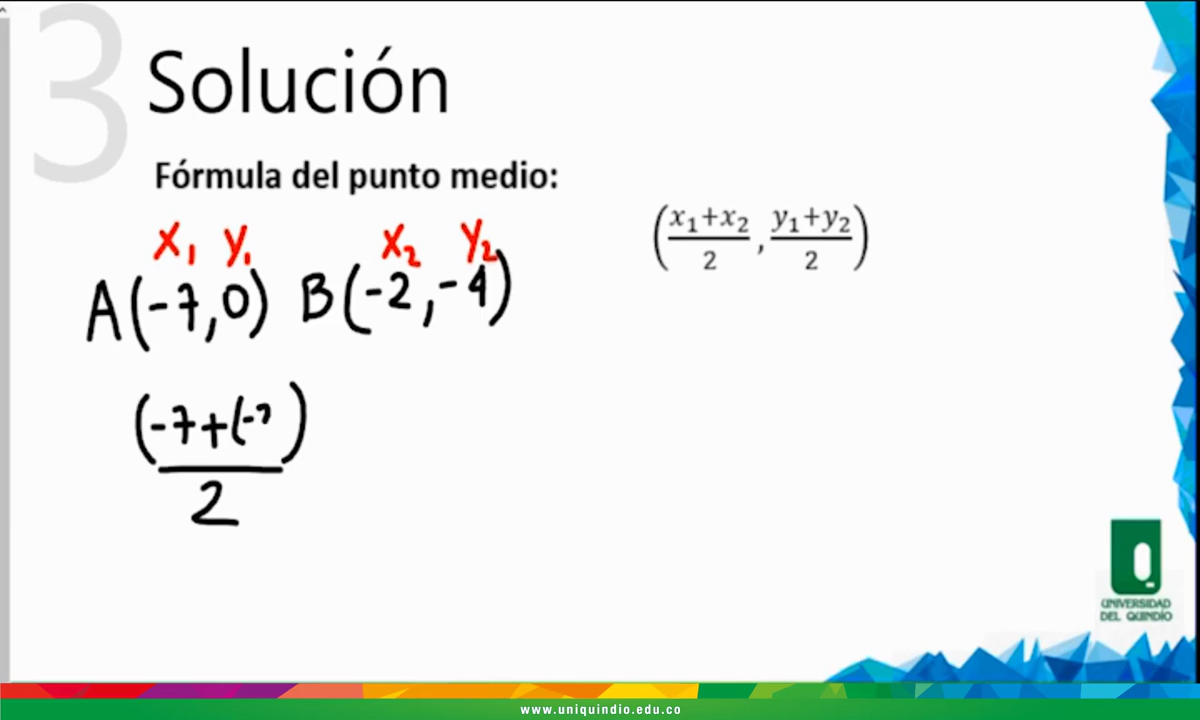 3
Solución
Fórmula del punto medio:
(x₁+x₂/2, y₁+y₂/2)
x₁ y₁ x₂ y₂
A(-7,0) B(-2,-4)
(-7+(-
)
2
UNIVERSIDAD
DEL QUINDÍO
www.uniquindio.edu.co